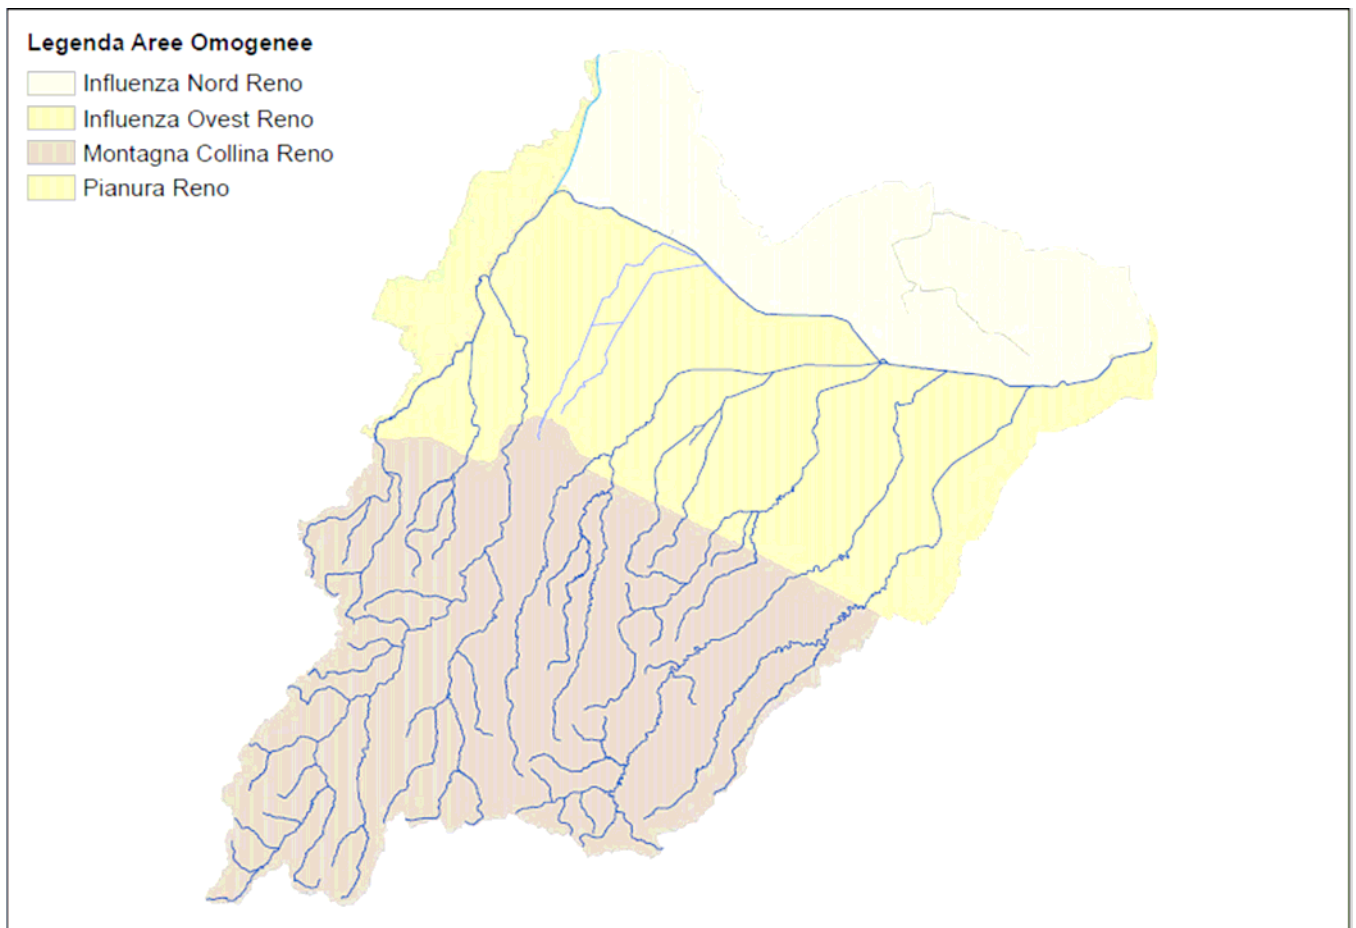 Legenda Aree Omogenee
Influenza Nord Reno
Influenza Ovest Reno
Montagna Collina Reno
Pianura Reno